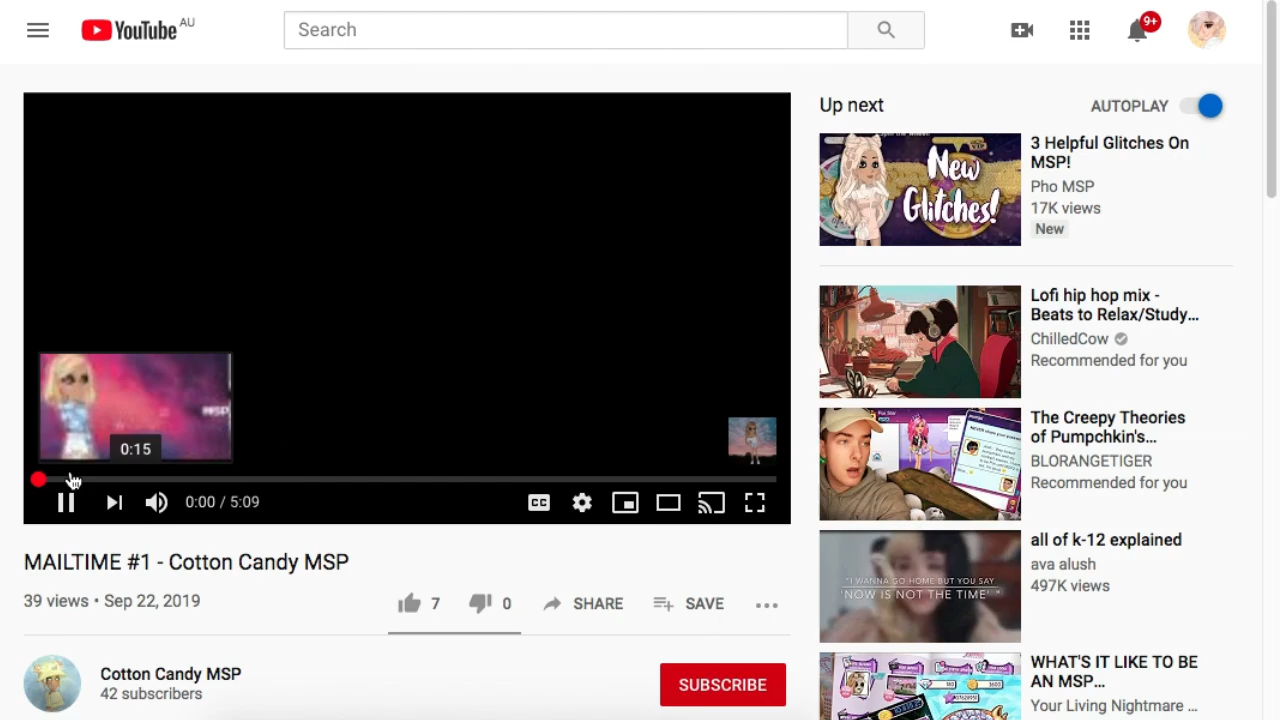 YouTube AU
Search
9+
Up next
AUTOPLAY
New
Glitches!
VIP
3 Helpful Glitches On
MSP!
Pho MSP
17K views
New
Lofi hip hop mix -
Beats to Relax/Study...
ChilledCow
Recommended for you
The Creepy Theories
of Pumpchkin's...
BLORANGETIGER
Recommended for you
"I WANNA GO HOME BUT YOU SAY
'NOW IS NOT THE TIME'"
all of k-12 explained
ava alush
497K views
WHAT'S IT LIKE TO BE
AN MSP...
Your Living Nightmare ...
MSP
0:15
0:00 / 5:09
CC
MAILTIME #1 - Cotton Candy MSP
39 views • Sep 22, 2019
7
0
SHARE
SAVE
Cotton Candy MSP
42 subscribers
SUBSCRIBE